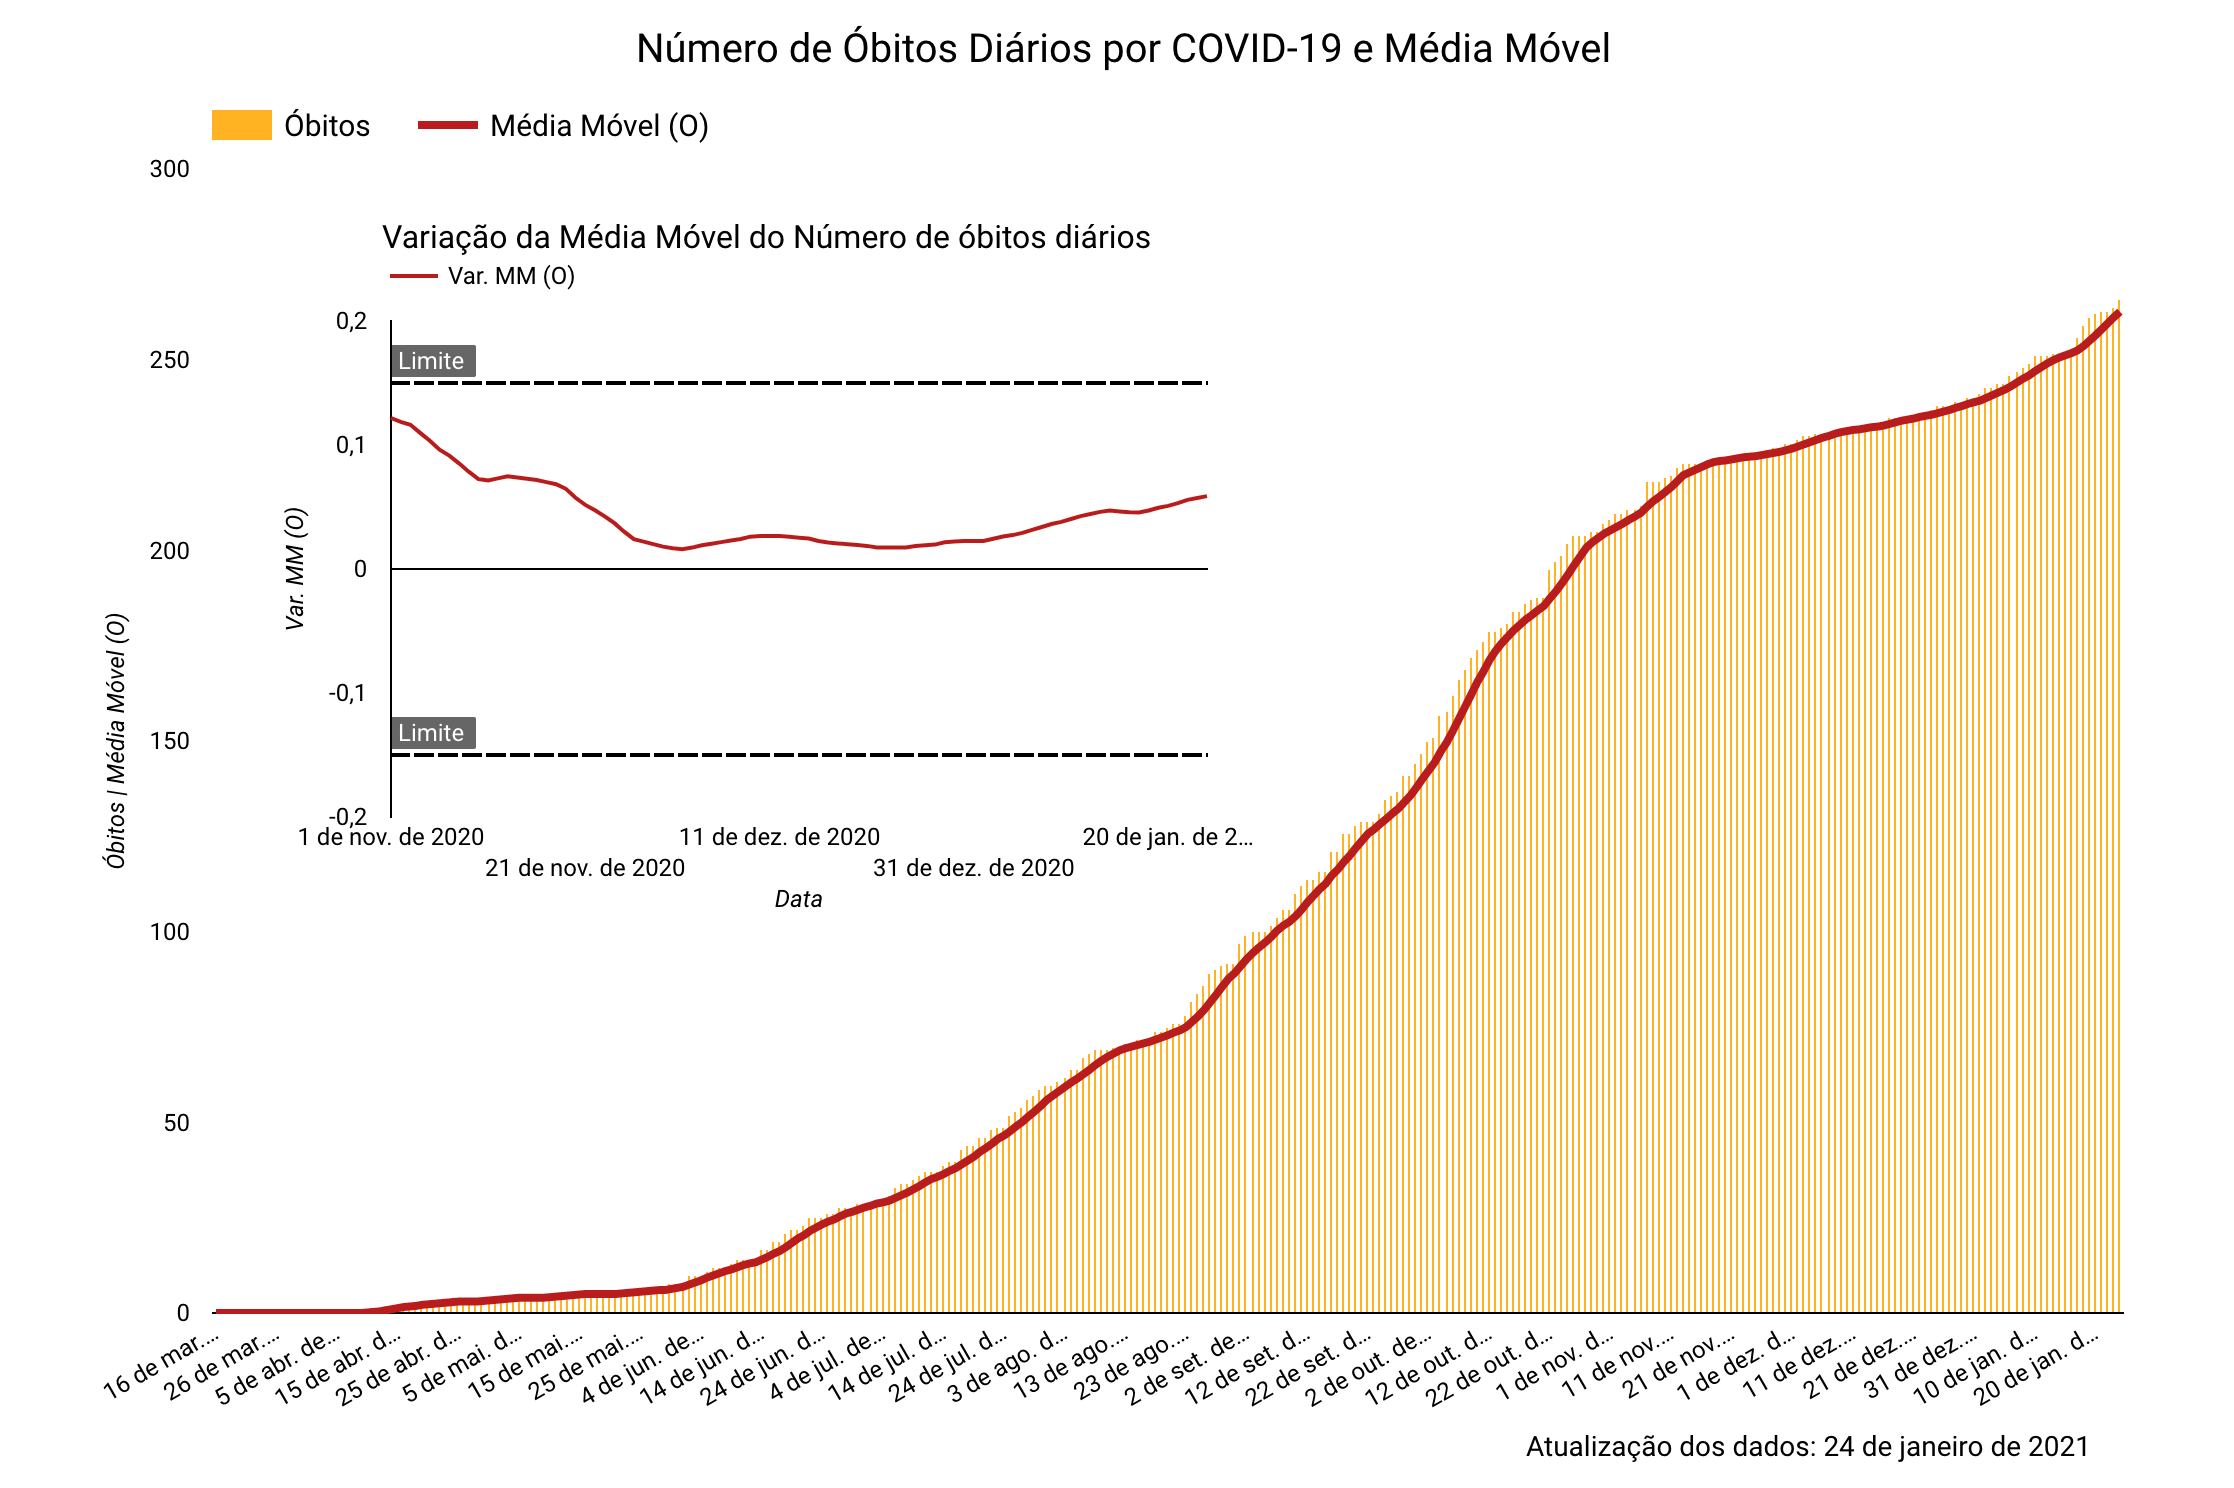 Número de Óbitos Diários por COVID-19 e Média Móvel
Óbitos
Média Móvel (O)
300
250
200
150
100
50
0
Óbitos | Média Móvel (O)
Variação da Média Móvel do Número de óbitos diários
Var. MM (O)
0,2
0,1
0
-0,1
-0,2
Var. MM (O)
Limite
Limite
1 de nov. de 2020
11 de dez. de 2020
20 de jan. de 2…
21 de nov. de 2020
31 de dez. de 2020
Data
16 de mar.…
26 de mar.…
5 de abr. de…
15 de abr. d…
25 de abr. d…
5 de mai. d…
15 de mai.…
25 de mai.…
4 de jun. de…
14 de jun. d…
24 de jun. d…
4 de jul. de…
14 de jul. d…
24 de jul. d…
3 de ago. d…
13 de ago.…
23 de ago.…
2 de set. de…
12 de set. d…
22 de set. d…
2 de out. de…
12 de out. d…
22 de out. d…
1 de nov. d…
11 de nov.…
21 de nov.…
1 de dez. d…
11 de dez.…
21 de dez.…
31 de dez.…
10 de jan. d…
20 de jan. d…
Atualização dos dados: 24 de janeiro de 2021